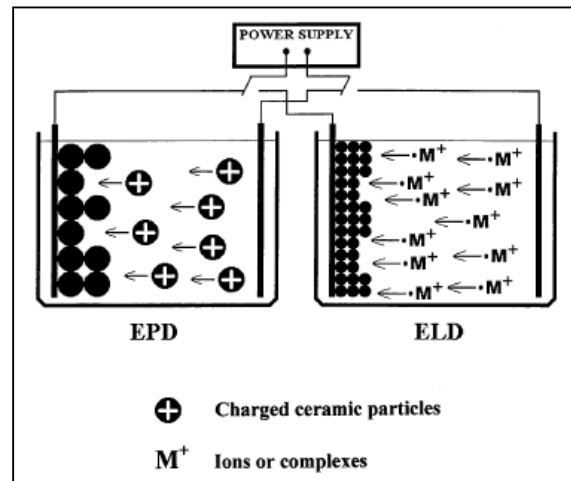 POWER SUPPLY
M+
M+
M+
M+
M+
M+
M+
M+
M+
M+
M+
M+
EPD
ELD
Charged ceramic particles
M+ Ions or complexes